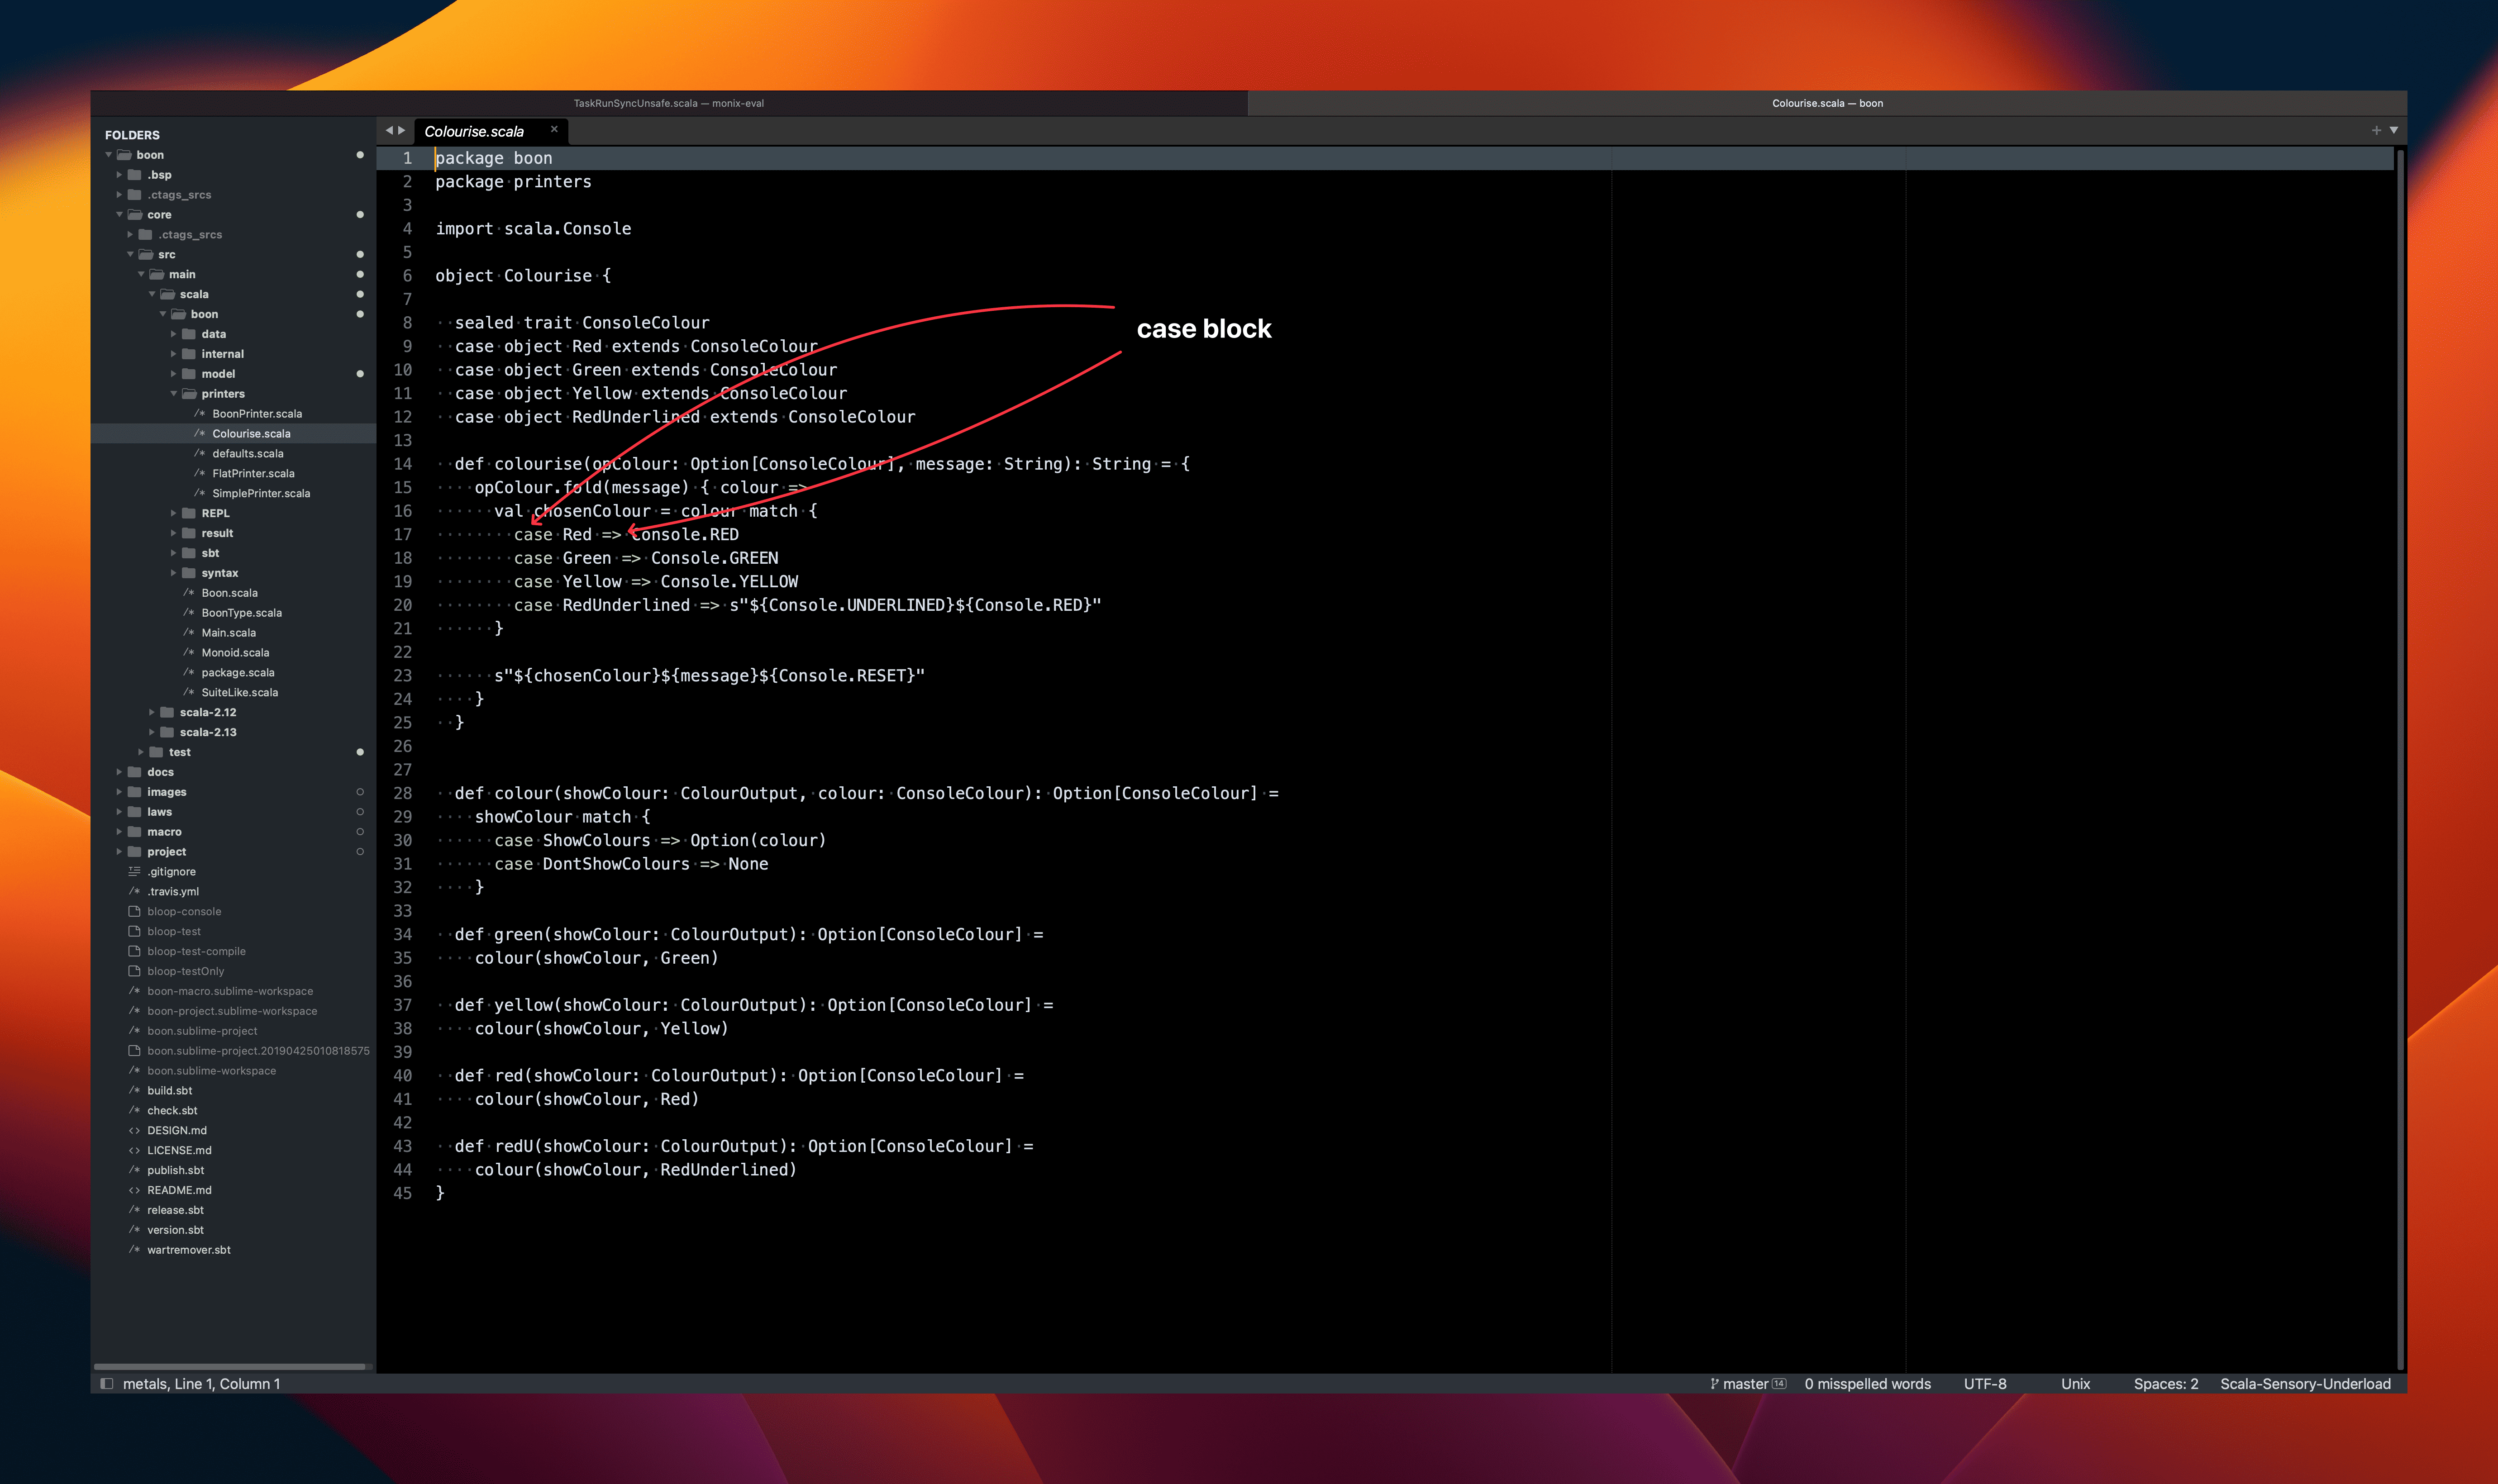 TaskRunSyncUnsafe.scala — monix-eval
Colourise.scala — boon
FOLDERS
boon
.bsp
.ctags_srcs
core
.ctags_srcs
src
main
scala
boon
data
internal
model
printers
BoonPrinter.scala
Colourise.scala
defaults.scala
FlatPrinter.scala
SimplePrinter.scala
REPL
result
sbt
syntax
Boon.scala
BoonType.scala
Main.scala
Monoid.scala
package.scala
SuiteLike.scala
scala-2.12
scala-2.13
test
docs
images
laws
macro
project
.gitignore
.travis.yml
bloop-console
bloop-test
bloop-test-compile
bloop-testOnly
boon-macro.sublime-workspace
boon-project.sublime-workspace
boon.sublime-project
boon.sublime-project.20190425010818575
boon.sublime-workspace
build.sbt
check.sbt
DESIGN.md
LICENSE.md
publish.sbt
README.md
release.sbt
version.sbt
wartremover.sbt
Colourise.scala
1 package boon
2 package printers
3
4 import scala.Console
5
6 object Colourise {
7
8   sealed trait ConsoleColour
9   case object Red extends ConsoleColour
10   case object Green extends ConsoleColour
11   case object Yellow extends ConsoleColour
12   case object RedUnderlined extends ConsoleColour
13
14   def colourise(opColour: Option[ConsoleColour], message: String): String = {
15     opColour.fold(message) { colour =>
16       val chosenColour = colour match {
17         case Red => Console.RED
18         case Green => Console.GREEN
19         case Yellow => Console.YELLOW
20         case RedUnderlined => s"${Console.UNDERLINED}${Console.RED}"
21       }
22
23       s"${chosenColour}${message}${Console.RESET}"
24     }
25   }
26
27
28   def colour(showColour: ColourOutput, colour: ConsoleColour): Option[ConsoleColour] =
29     showColour match {
30       case ShowColours => Option(colour)
31       case DontShowColours => None
32     }
33
34   def green(showColour: ColourOutput): Option[ConsoleColour] =
35     colour(showColour, Green)
36
37   def yellow(showColour: ColourOutput): Option[ConsoleColour] =
38     colour(showColour, Yellow)
39
40   def red(showColour: ColourOutput): Option[ConsoleColour] =
41     colour(showColour, Red)
42
43   def redU(showColour: ColourOutput): Option[ConsoleColour] =
44     colour(showColour, RedUnderlined)
45 }
case block
metals, Line 1, Column 1
master 14
0 misspelled words
UTF-8
Unix
Spaces: 2
Scala-Sensory-Underload